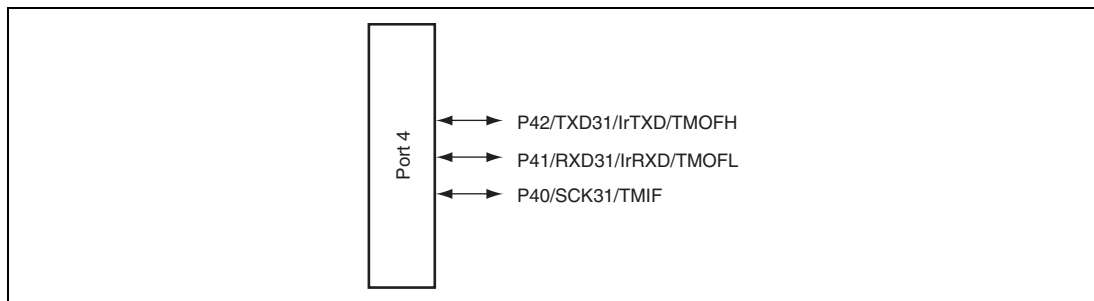 Port 4
P42/TXD31/IrTXD/TMOFH
P41/RXD31/IrRXD/TMOFL
P40/SCK31/TMIF